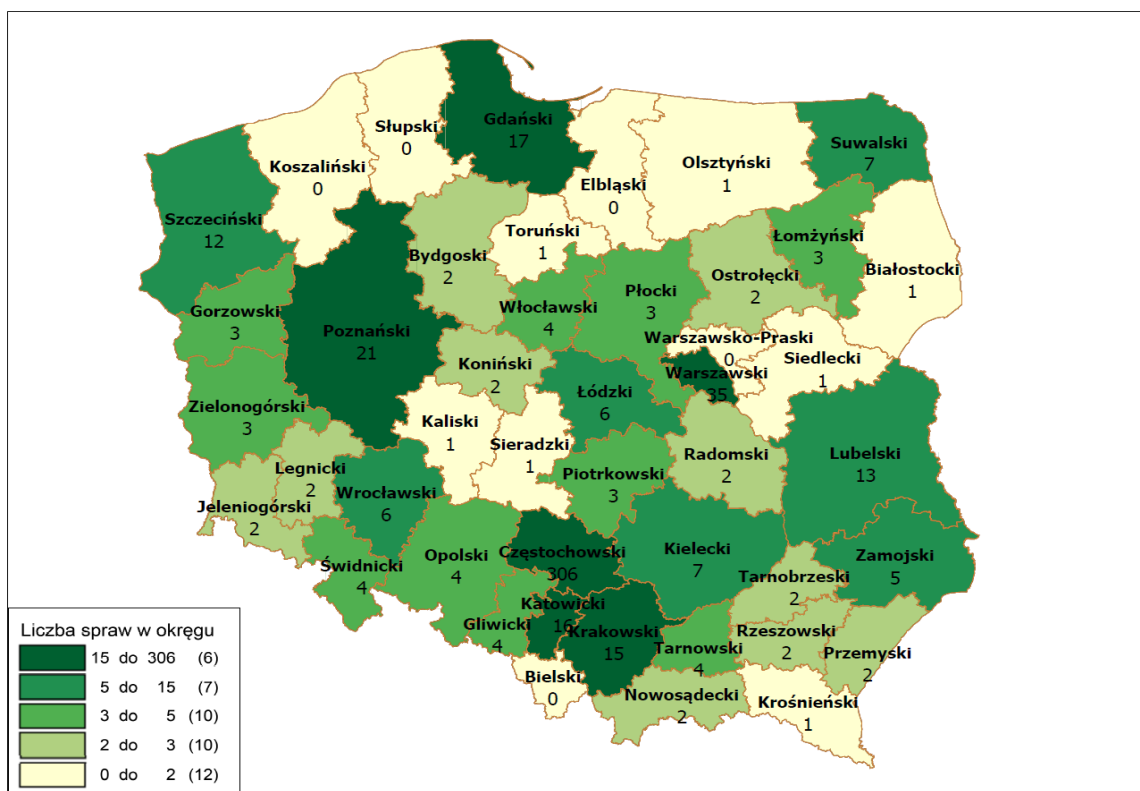 Gdański
17
Słupski
0
Koszaliński
0
Suwalski
7
Olsztyński
1
Elbląski
0
Szczeciński
12
Toruński
1
Łomżyński
3
Bydgoski
2
Białostocki
1
Ostrołęcki
2
Płocki
3
Włocławski
4
Gorzowski
3
Poznański
21
Warszawsko-Praski
0
Siedlecki
1
Koniński
2
Warszawski
35
Łódzki
6
Zielonogórski
3
Kaliski
1
Sieradzki
1
Radomski
2
Lubelski
13
Legnicki
2
Piotrkowski
3
Wrocławski
6
Jeleniogórski
2
Kielecki
7
Częstochowski
306
Opolski
4
Zamojski
5
Świdnicki
4
Tarnobrzeski
2
Katowicki
16
Gliwicki
4
Krakowski
15
Rzeszowski
2
Tarnowski
4
Przemyski
2
Bielski
0
Nowosądecki
2
Krośnieński
1
Liczba spraw w okręgu
15 do 306 (6)
5 do 15 (7)
3 do 5 (10)
2 do 3 (10)
0 do 2 (12)